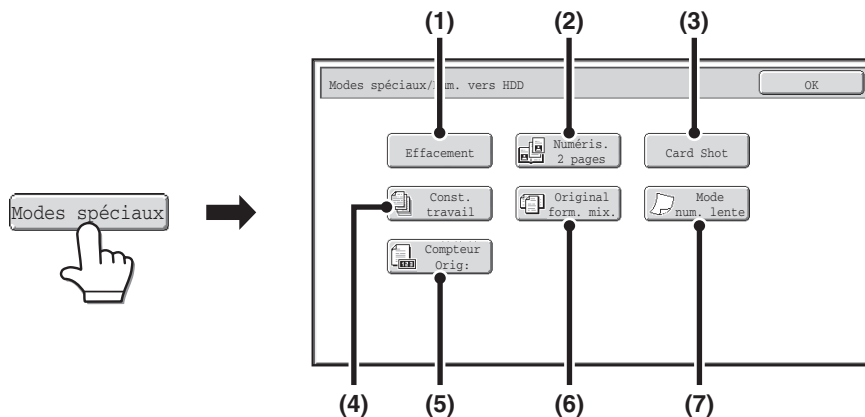 (1) (2) (3)
Modes spéciaux/Num. vers HDD
OK
Effacement
Numéris.
2 pages
Card Shot
Modes spéciaux
Const.
travail
Original
form. mix.
Mode
num. lente
Compteur
Orig:
123
(4) (5) (6) (7)